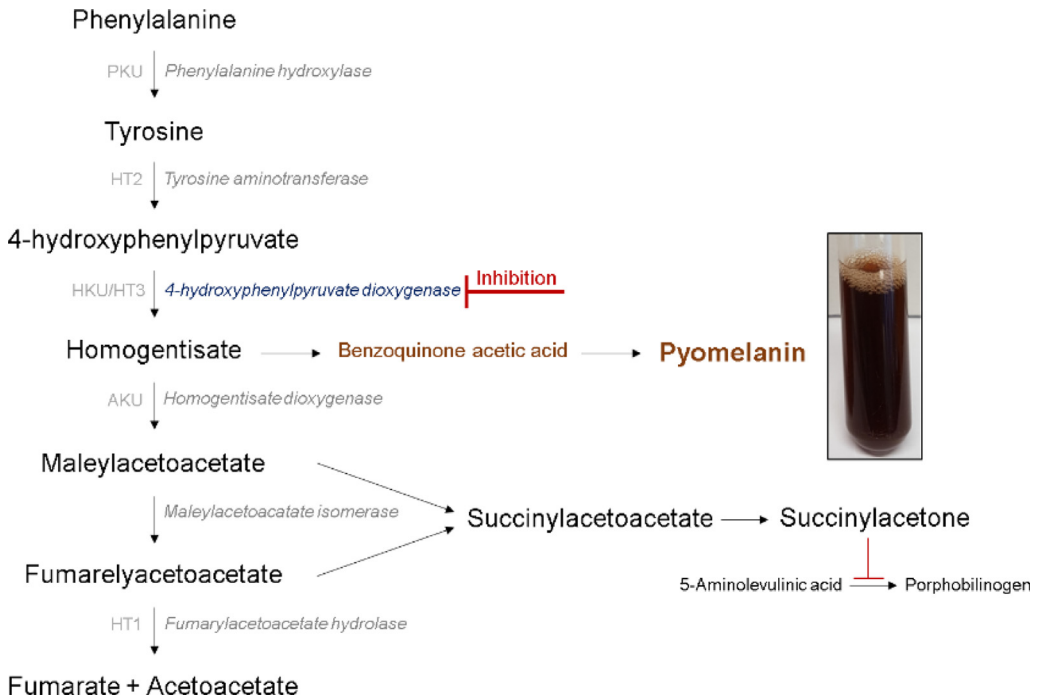 Phenylalanine
PKU Phenylalanine hydroxylase
Tyrosine
HT2 Tyrosine aminotransferase
4-hydroxyphenylpyruvate
HKU/HT3 4-hydroxyphenylpyruvate dioxygenase Inhibition
Homogentisate Benzoquinone acetic acid Pyomelanin
AKU Homogentisate dioxygenase
Maleylacetoacetate
Maleylacetoacatate isomerase
Succinylacetoacetate Succinylacetone
Fumarelyacetoacetate
5-Aminolevulinic acid Porphobilinogen
HT1 Fumarylacetoacetate hydrolase
Fumarate + Acetoacetate